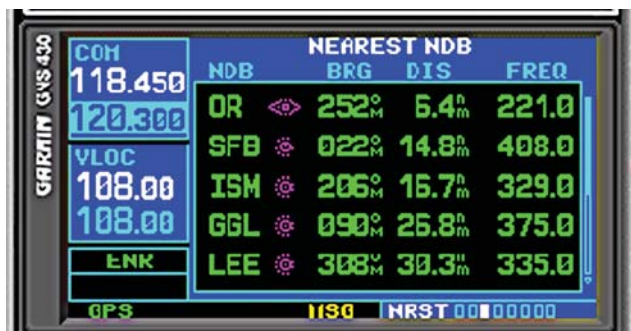 GARMIN GNS 430
COM
118.450
120.300
VLOC
108.00
108.00
ENR
GPS
NEAREST NDB
NDB BRG DIS FREQ
OR 252°M 6.4nm 221.0
SFB 022°M 14.8nm 408.0
ISM 206°M 16.7nm 329.0
GGL 090°M 26.8nm 375.0
LEE 308°M 30.3nm 335.0
MSG NRST